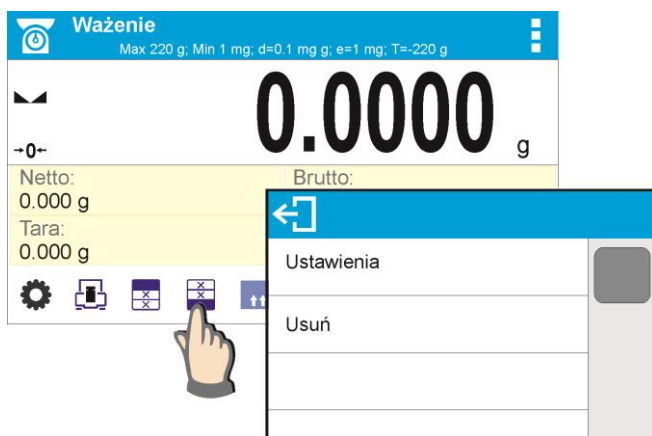 Ważenie
Max 220 g; Min 1 mg; d=0.1 mg g; e=1 mg; T=-220 g
→0←
0.0000 g
Netto:
0.000 g
Brutto:
Tara:
0.000 g
Ustawienia
Usuń